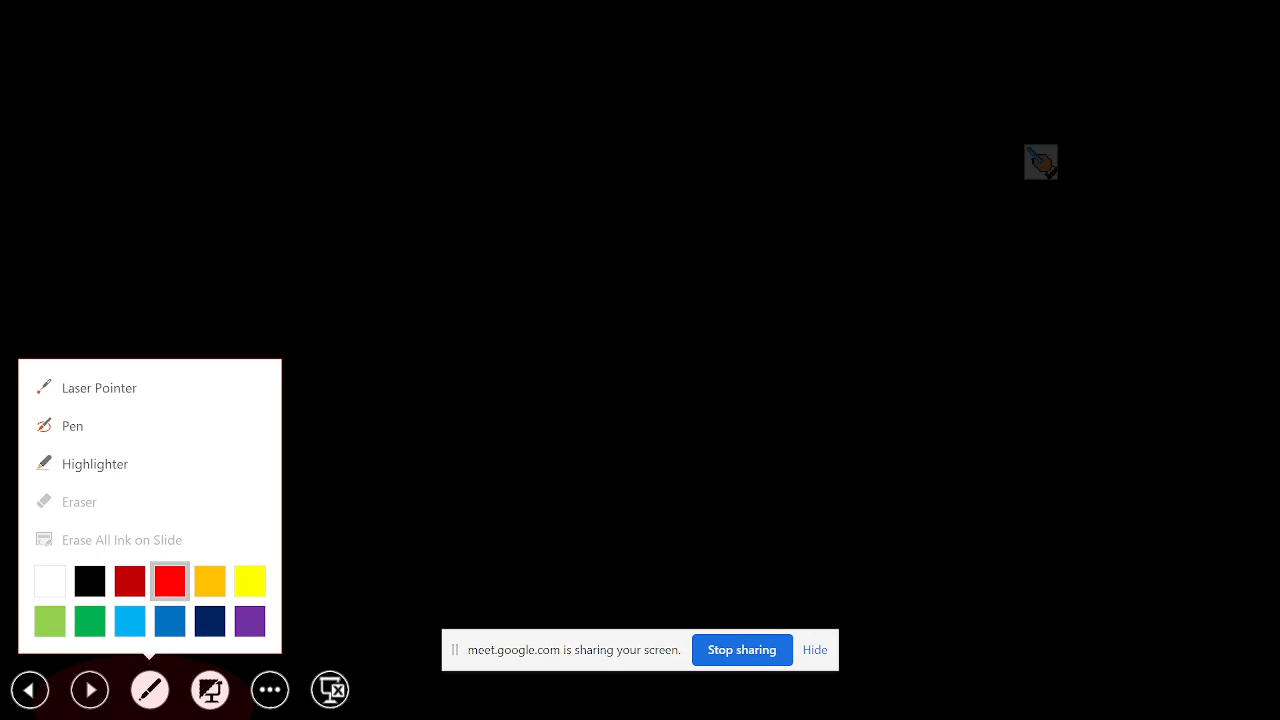 Laser Pointer
Pen
Highlighter
Eraser
Erase All Ink on Slide
meet.google.com is sharing your screen. Stop sharing Hide